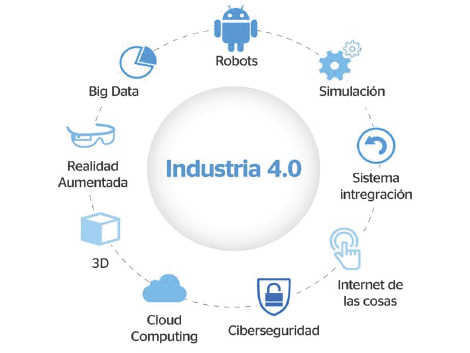 Robots
Big Data
Simulación
Realidad
Aumentada
Industria 4.0
Sistema
intregración
3D
Internet de
las cosas
Cloud
Computing
Ciberseguridad